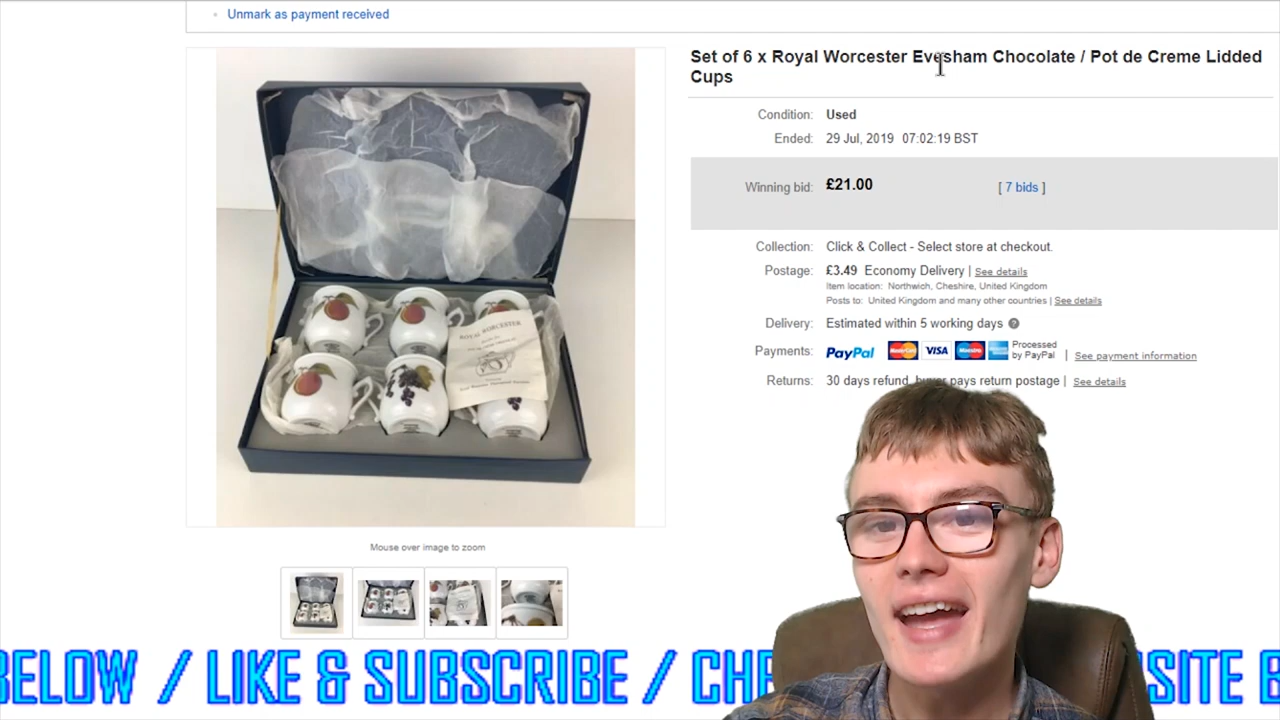 Unmark as payment received
Set of 6 x Royal Worcester Evesham Chocolate / Pot de Creme Lidded
Cups
Condition: Used
Ended: 29 Jul, 2019 07:02:19 BST
Winning bid: £21.00 [ 7 bids ]
Collection: Click & Collect - Select store at checkout.
Postage: £3.49 Economy Delivery | See details
Item location: Northwich, Cheshire, United Kingdom
Posts to: United Kingdom and many other countries | See details
Delivery: Estimated within 5 working days ?
Payments: PayPal MasterCard VISA Maestro Processed
by PayPal | See payment information
Returns: 30 days refund, buyer pays return postage | See details
ROYAL WORCESTER
Mouse over image to zoom
BELOW / LIKE & SUBSCRIBE / CHE SITE B